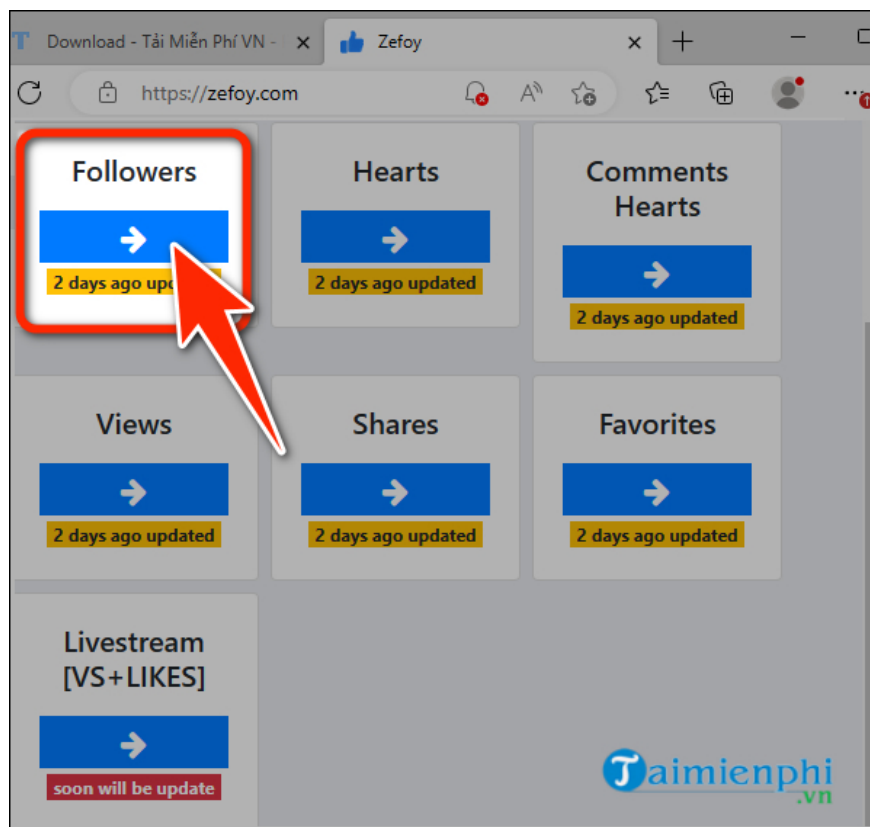 Download - Tải Miễn Phí VN -
Zefoy
https://zefoy.com
Followers
2 days ago up
Hearts
2 days ago updated
Comments
Hearts
2 days ago updated
Views
2 days ago updated
Shares
2 days ago updated
Favorites
2 days ago updated
Livestream
[VS+LIKES]
soon will be update
Taimienphi
.vn